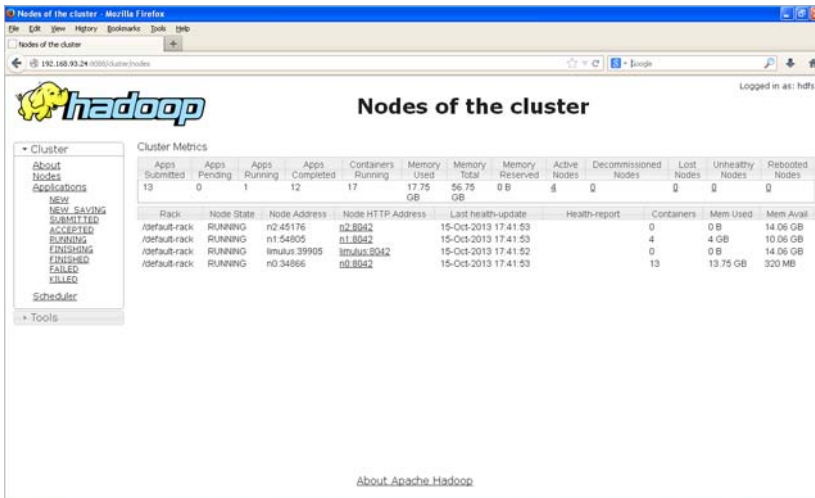 Nodes of the cluster - Mozilla Firefox
File Edit View History Bookmarks Tools Help
Nodes of the cluster
192.168.93.24:8088/cluster/nodes
Google
Logged in as: hdfs
hadoop
Nodes of the cluster
Cluster
About
Nodes
Applications
NEW
NEW_SAVING
SUBMITTED
ACCEPTED
RUNNING
FINISHING
FINISHED
FAILED
KILLED
Scheduler
Tools
Cluster Metrics
Apps Submitted Apps Pending Apps Running Apps Completed Containers Running Memory Used Memory Total Memory Reserved Active Nodes Decommissioned Nodes Lost Nodes Unhealthy Nodes Rebooted Nodes
13 0 1 12 17 17.75 GB 56.75 GB 0 B 4 0 0 0 0
Rack Node State Node Address Node HTTP Address Last health-update Health-report Containers Mem Used Mem Avail
/default-rack RUNNING n2:45176 n2:8042 15-Oct-2013 17:41:53 0 0 B 14.06 GB
/default-rack RUNNING n1:54805 n1:8042 15-Oct-2013 17:41:53 4 4 GB 10.06 GB
/default-rack RUNNING limulus:39905 limulus:8042 15-Oct-2013 17:41:52 0 0 B 14.06 GB
/default-rack RUNNING n0:34866 n0:8042 15-Oct-2013 17:41:53 13 13.75 GB 320 MB
About Apache Hadoop